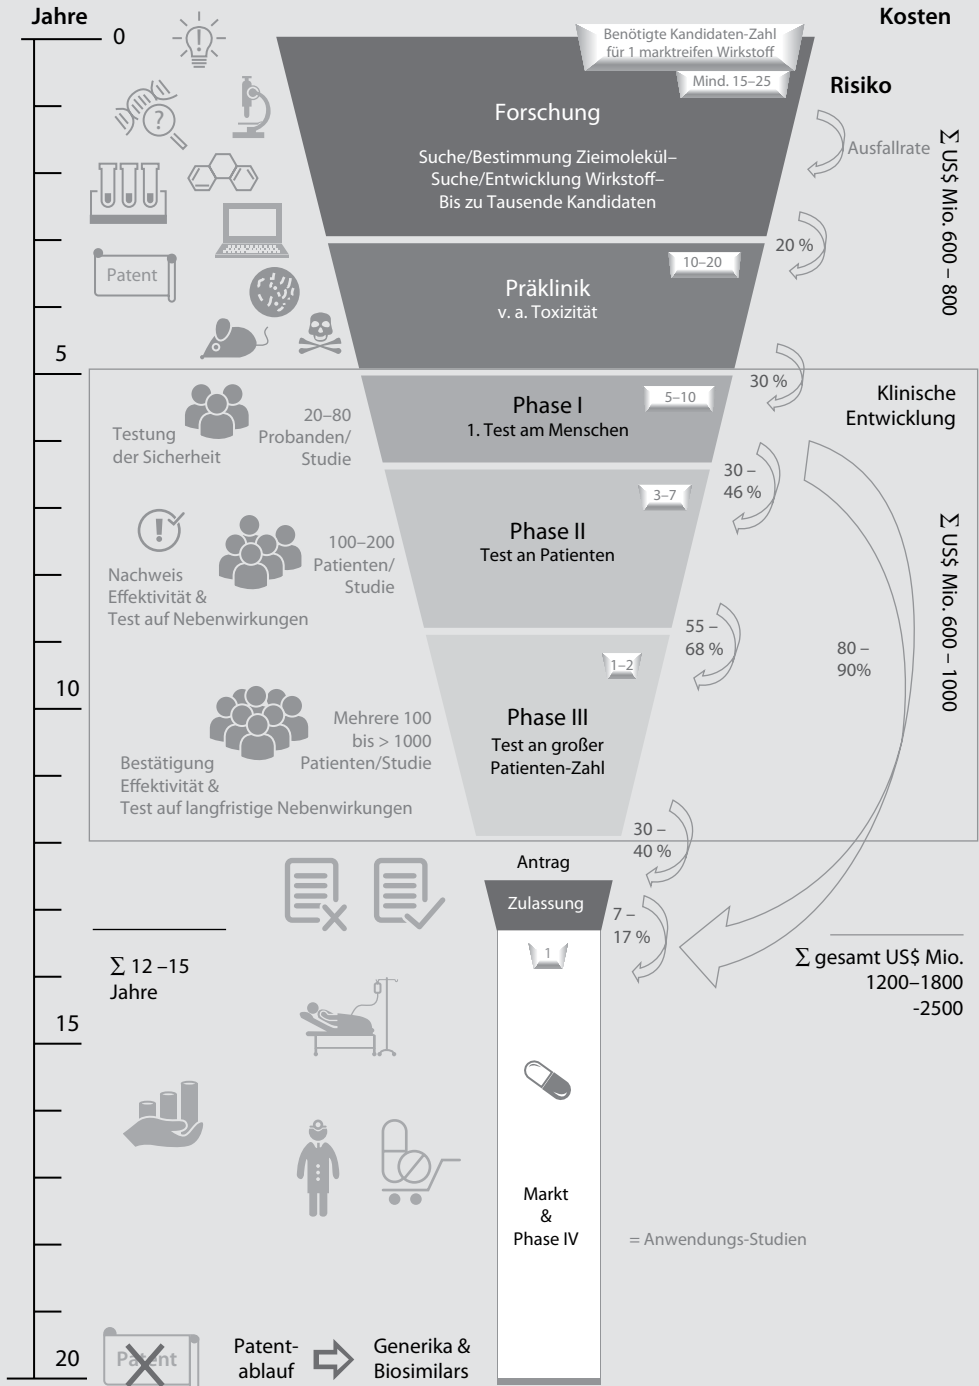 Jahre
Kosten
0
Benötigte Kandidaten-Zahl
für 1 marktreifen Wirkstoff
Mind. 15–25
Risiko
Forschung
Ausfallrate
Suche/Bestimmung Zieimolekül–
Suche/Entwicklung Wirkstoff–
Bis zu Tausende Kandidaten
∑ US$ Mio. 600 – 800
20 %
10–20
Patent
Präklinik
v. a. Toxizität
5
30 %
Klinische
Entwicklung
5–10
Phase I
1. Test am Menschen
20–80
Probanden/
Studie
Testung
der Sicherheit
30 –
46 %
3–7
Phase II
Test an Patienten
100–200
Patienten/
Studie
Nachweis
Effektivität &
Test auf Nebenwirkungen
∑ US$ Mio. 600 – 1000
55 –
68 %
80 –
90%
1–2
10
Phase III
Test an großer
Patienten-Zahl
Mehrere 100
bis > 1000
Patienten/Studie
Bestätigung
Effektivität &
Test auf langfristige Nebenwirkungen
30 –
40 %
Antrag
Zulassung
7 –
17 %
1
∑ 12 –15
Jahre
∑ gesamt US$ Mio.
1200–1800
-2500
15
Markt
&
Phase IV
= Anwendungs-Studien
20
Patent
Patent-
ablauf
Generika &
Biosimilars